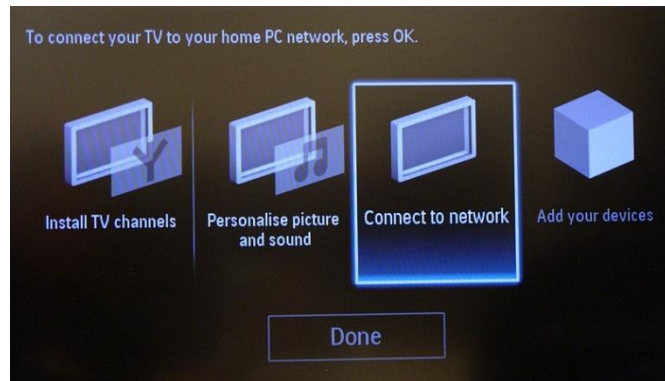 To connect your TV to your home PC network, press OK.
Install TV channels
Personalise picture
and sound
Connect to network
Add your devices
Done